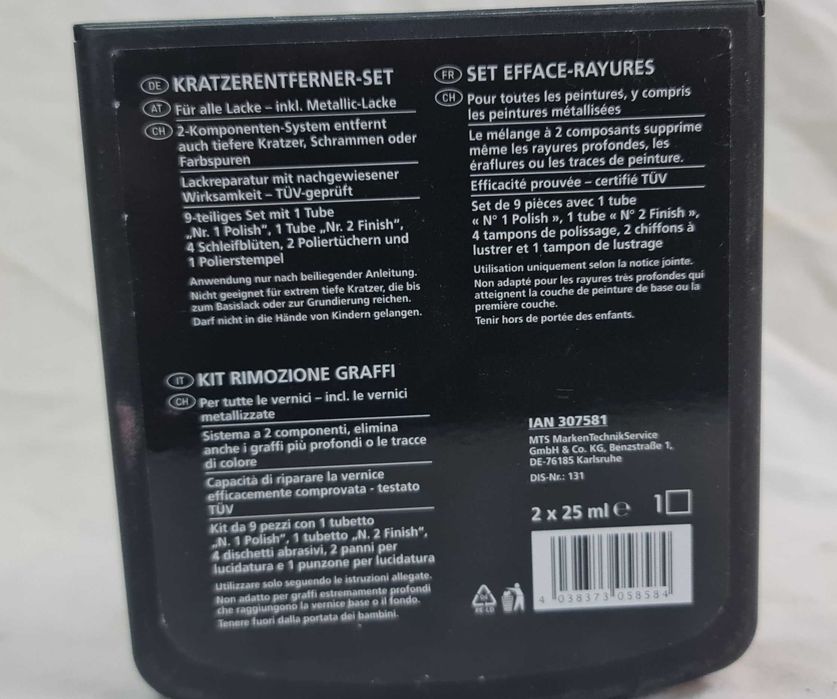 DE KRATZERENTFERNER-SET
AT Für alle Lacke – inkl. Metallic-Lacke
CH 2-Komponenten-System entfernt
auch tiefere Kratzer, Schrammen oder
Farbspuren
Lackreparatur mit nachgewiesener
Wirksamkeit – TÜV-geprüft
9-teiliges Set mit 1 Tube
„Nr. 1 Polish“, 1 Tube „Nr. 2 Finish“,
4 Schleifblüten, 2 Poliertüchern und
1 Polierstempel
Anwendung nur nach beiliegender Anleitung.
Nicht geeignet für extrem tiefe Kratzer, die bis
zum Basislack oder zur Grundierung reichen.
Darf nicht in die Hände von Kindern gelangen.
FR SET EFFACE-RAYURES
CH Pour toutes les peintures, y compris
les peintures métallisées
Le mélange à 2 composants supprime
même les rayures profondes, les
éraflures ou les traces de peinture.
Efficacité prouvée – certifié TÜV
Set de 9 pièces avec 1 tube
« N° 1 Polish », 1 tube « N° 2 Finish »,
4 tampons de polissage, 2 chiffons à
lustrer et 1 tampon de lustrage
Utilisation uniquement selon la notice jointe.
Non adapté pour les rayures très profondes qui
atteignent la couche de peinture de base ou la
première couche.
Tenir hors de portée des enfants.
IT KIT RIMOZIONE GRAFFI
CH Per tutte le vernici – incl. le vernici
metallizzate
Sistema a 2 componenti, elimina
anche i graffi più profondi o le tracce
di colore
Capacità di riparare la vernice
efficacemente comprovata - testato
TÜV
Kit da 9 pezzi con 1 tubetto
„N. 1 Polish“, 1 tubetto „N. 2 Finish“,
4 dischetti abrasivi, 2 panni per
lucidatura e 1 punzone per lucidatura
Utilizzare solo seguendo le istruzioni allegate.
Non adatto per graffi estremamente profondi
che raggiungono la vernice base o il fondo.
Tenere fuori dalla portata dei bambini.
IAN 307581
MTS MarkenTechnikService
GmbH & Co. KG, Benzstraße 1,
DE-76185 Karlsruhe
DIS-Nr.: 131
2 x 25 ml ℮ 1
4 038373 058584